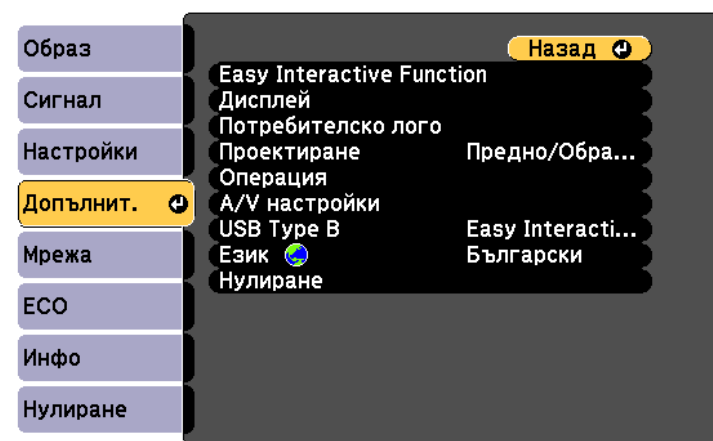 Образ
Сигнал
Настройки
Допълнит.
Мрежа
ECO
Инфо
Нулиране
Назад
Easy Interactive Function
Дисплей
Потребителско лого
Проектиране Предно/Обра...
Операция
A/V настройки
USB Type B Easy Interacti...
Език Български
Нулиране